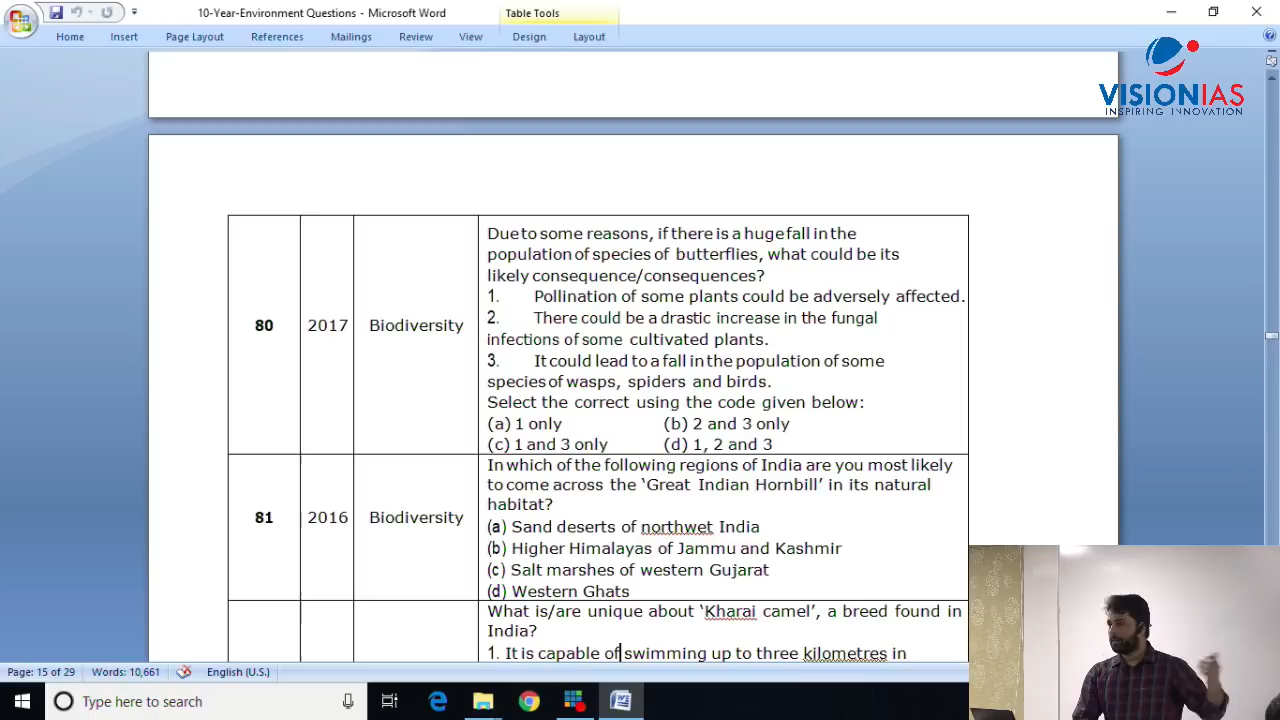 10-Year-Environment Questions - Microsoft Word
Table Tools
Home Insert Page Layout References Mailings Review View Design Layout
VISIONIAS
INSPIRING INNOVATION
80 2017 Biodiversity
Due to some reasons, if there is a huge fall in the
population of species of butterflies, what could be its
likely consequence/consequences?
1. Pollination of some plants could be adversely affected.
2. There could be a drastic increase in the fungal
infections of some cultivated plants.
3. It could lead to a fall in the population of some
species of wasps, spiders and birds.
Select the correct using the code given below:
(a) 1 only (b) 2 and 3 only
(c) 1 and 3 only (d) 1, 2 and 3
81 2016 Biodiversity
In which of the following regions of India are you most likely
to come across the ‘Great Indian Hornbill’ in its natural
habitat?
(a) Sand deserts of northwet India
(b) Higher Himalayas of Jammu and Kashmir
(c) Salt marshes of western Gujarat
(d) Western Ghats
What is/are unique about ‘Kharai camel’, a breed found in
India?
1. It is capable of swimming up to three kilometres in
Page: 15 of 29 Words: 10,661 English (U.S.)
Type here to search